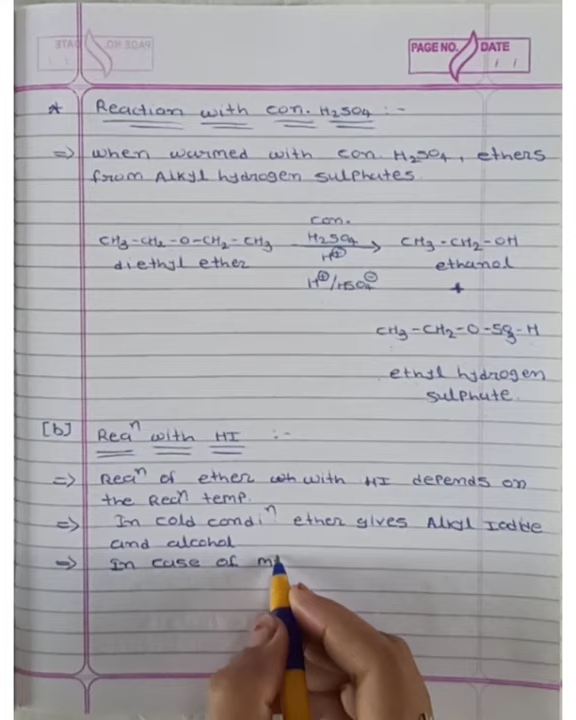 PAGE NO. DATE
* Reaction with con. H₂SO₄ :-
=> when warmed with con. H₂SO₄, ethers
from Alkyl hydrogen sulphates.
con.
CH₃-CH₂-O-CH₂-CH₃ H₂SO₄ → CH₃-CH₂-OH
diethyl ether H⊕ ethanol
H⊕/HSO₄⊖ +
CH₃-CH₂-O-SO₃-H
ethyl hydrogen
sulphate.
[b] Reaⁿ with HI :-
=> Reaⁿ of ether wh with HI depends on
the Reaⁿ temp.
=> In cold condiⁿ ether gives Alkyl Iodide
and alcohol
=> In case of